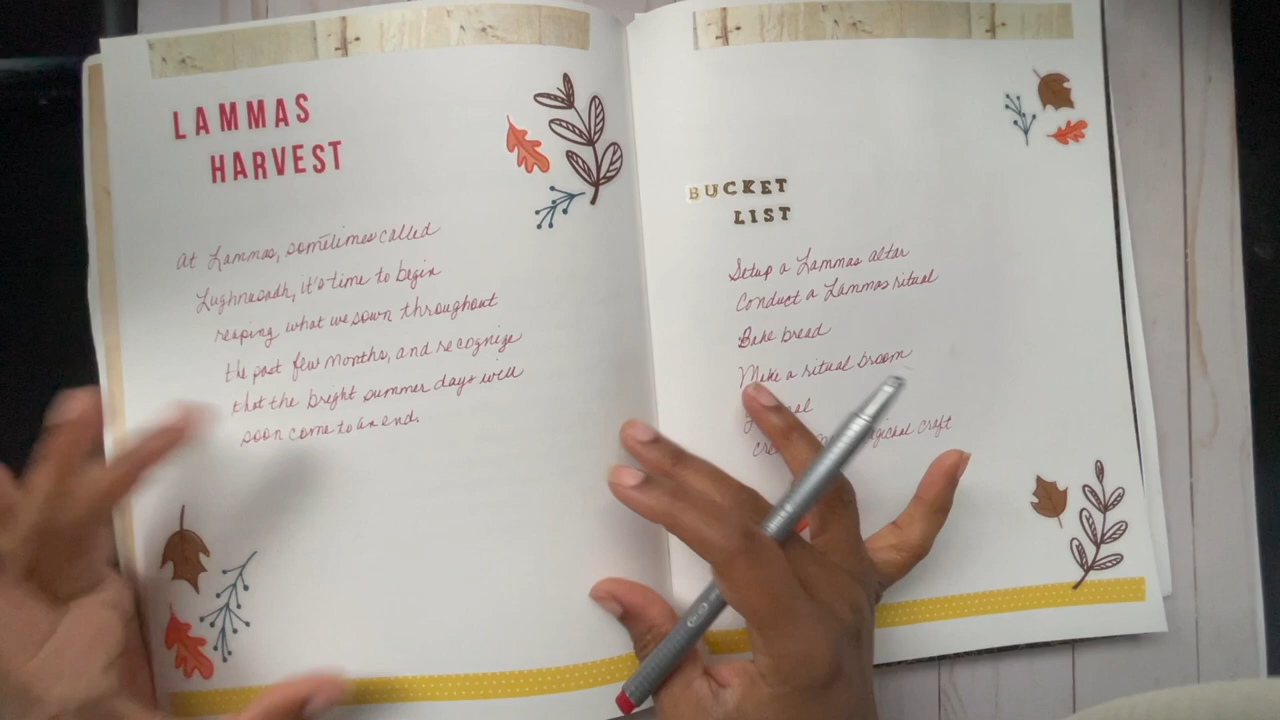 LAMMAS
HARVEST
At Lammas, sometimes called
Lughnasadh, it's time to begin
reaping what we sown throughout
the past few months, and recognize
that the bright summer days will
soon come to an end.
BUCKET
LIST
Setup a Lammas altar
Conduct a Lammas ritual
Bake bread
Make a ritual broom
magickal craft